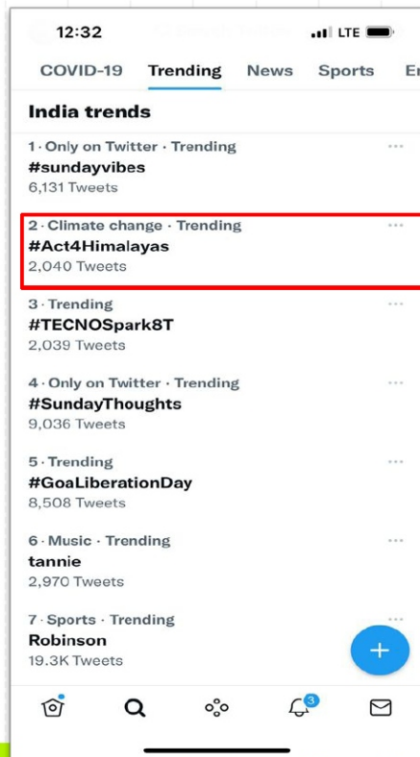 12:32 LTE
COVID-19 Trending News Sports
India trends
1 · Only on Twitter · Trending
#sundayvibes
6,131 Tweets
2 · Climate change · Trending
#Act4Himalayas
2,040 Tweets
3 · Trending
#TECNOSpark8T
2,039 Tweets
4 · Only on Twitter · Trending
#SundayThoughts
9,036 Tweets
5 · Trending
#GoaLiberationDay
8,508 Tweets
6 · Music · Trending
tannie
2,970 Tweets
7 · Sports · Trending
Robinson
19.3K Tweets
3